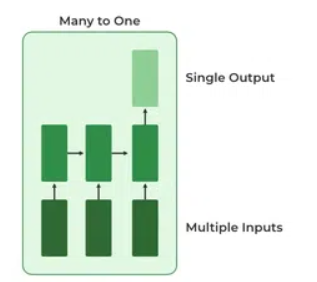 Many to One
Single Output
Multiple Inputs